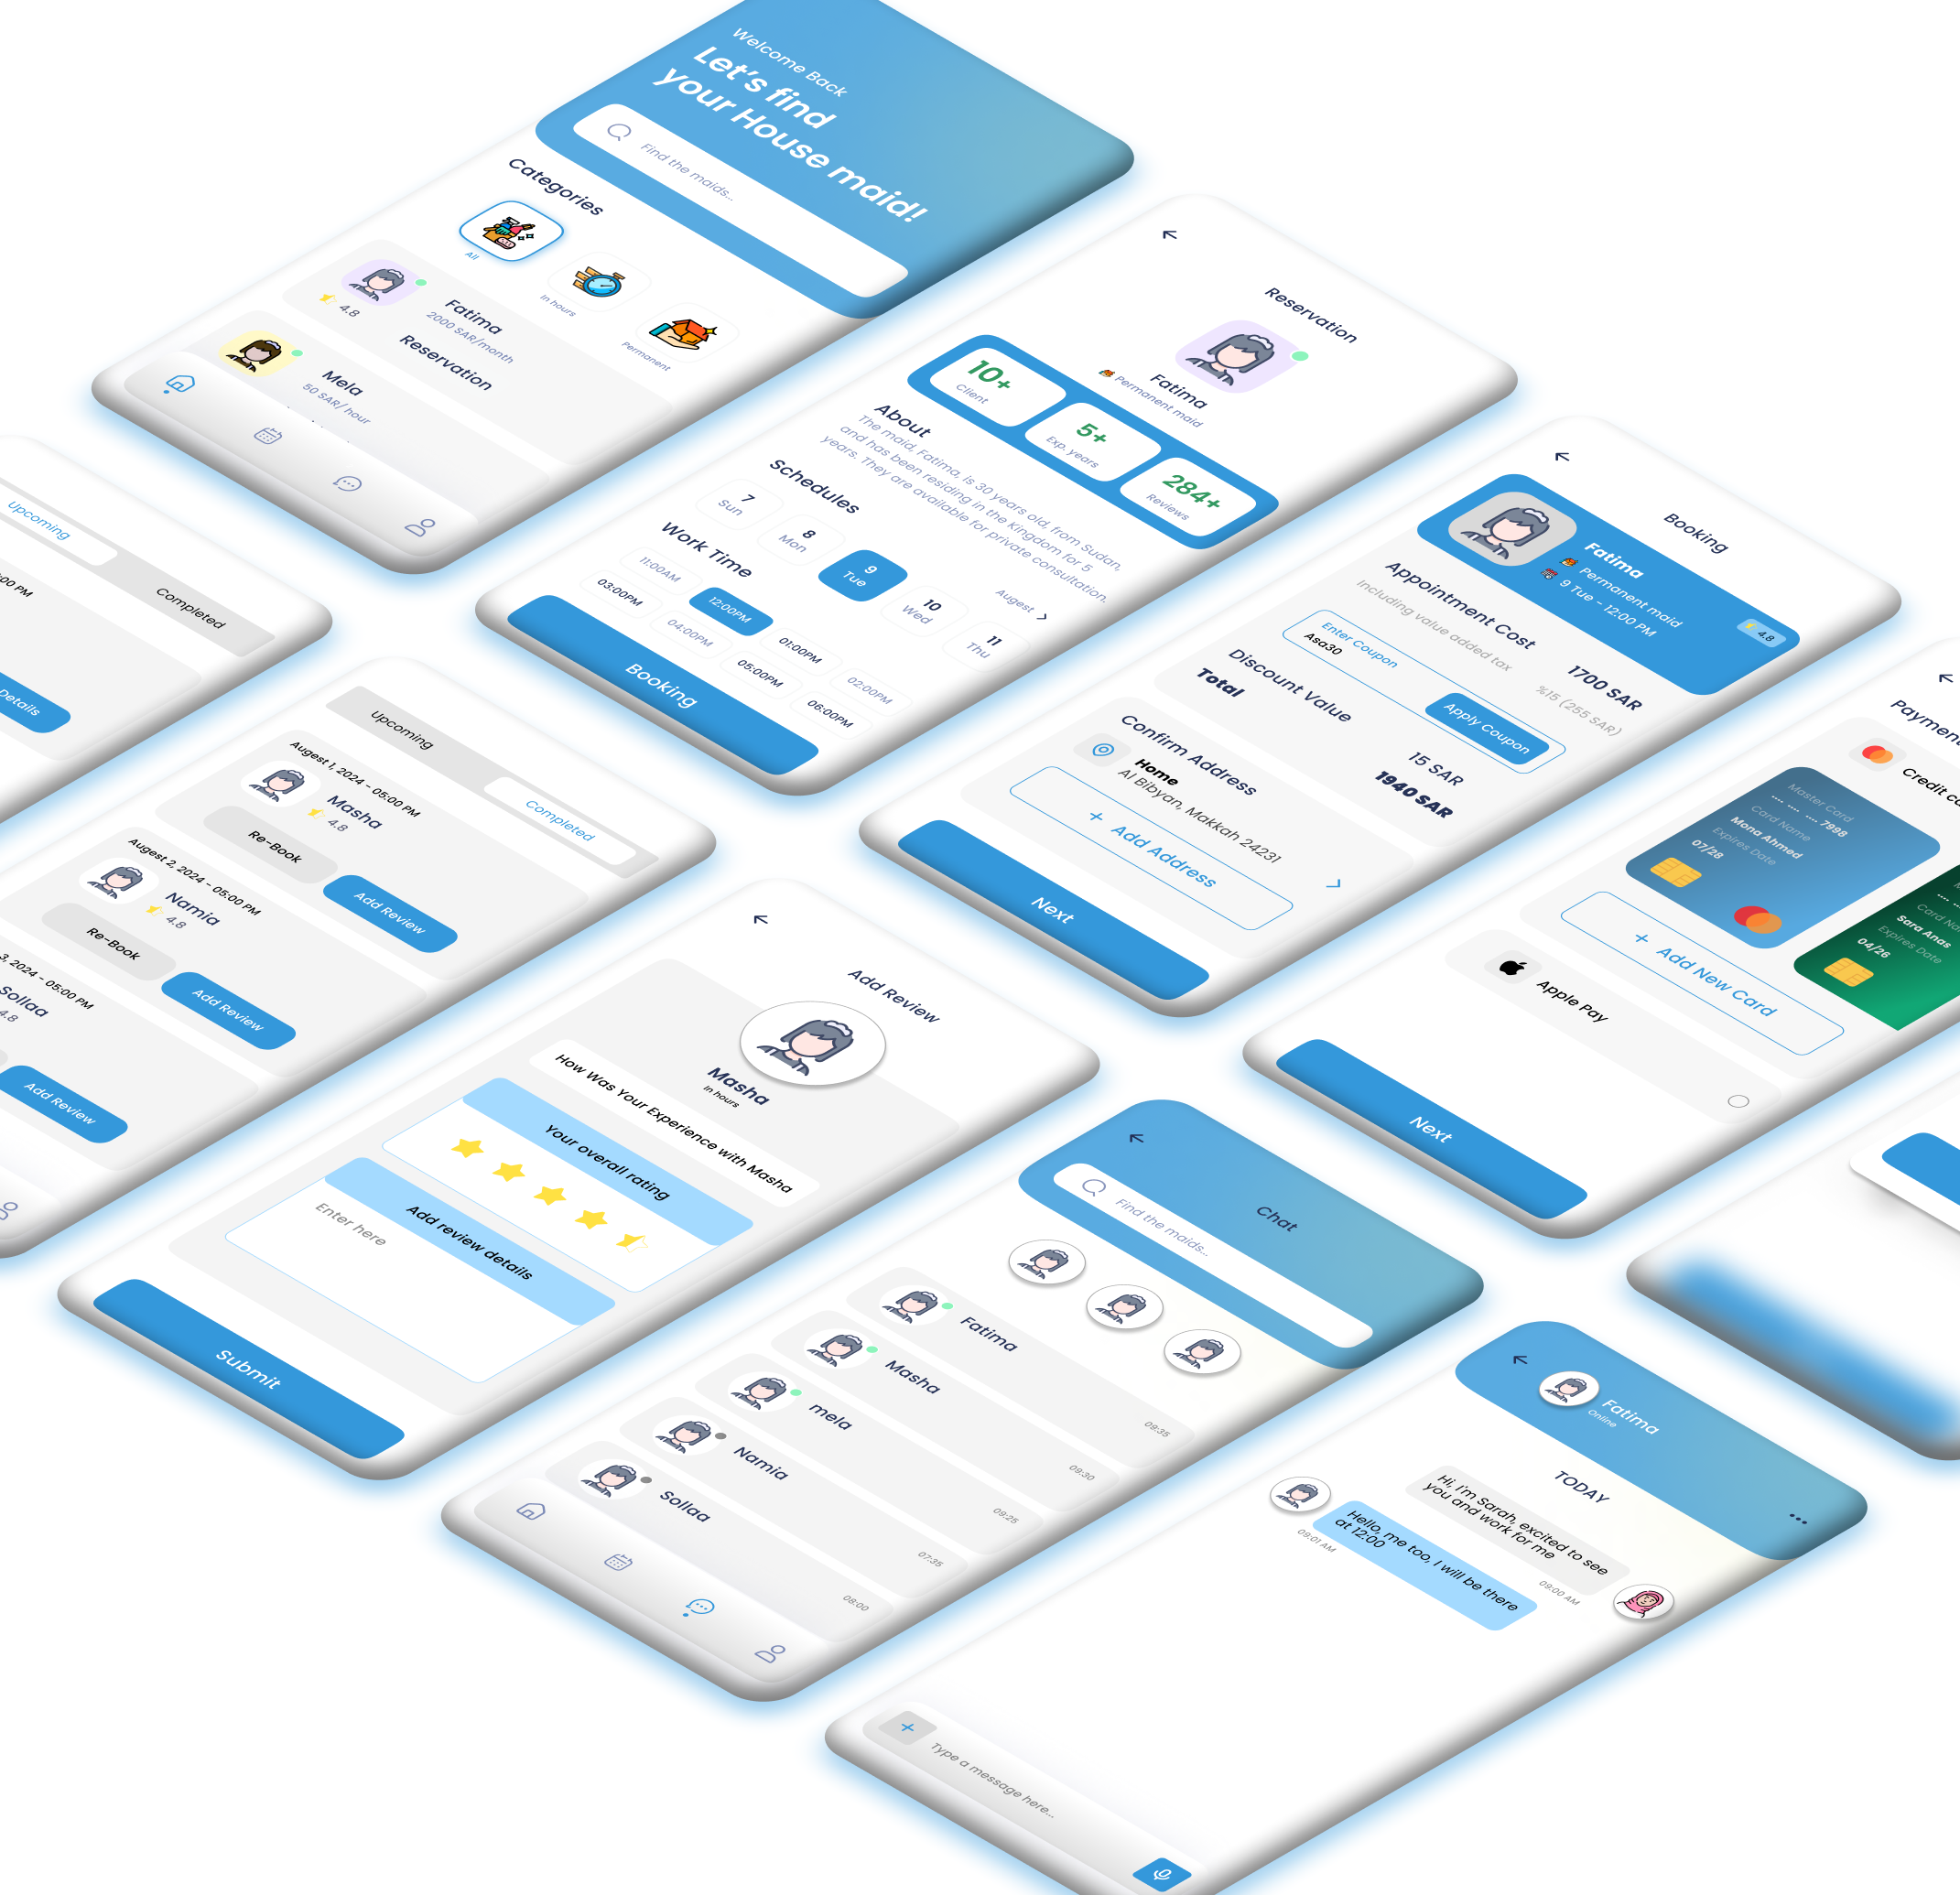 Welcome Back
Let's find
your House maid!
Find the maids..
Categories
All
In hours
Permanent
Fatima
2000 SAR/month
4.8
Reservation
Mela
50 SAR/ hour
Reservation
Fatima
Permanent maid
10+
Client
5+
Exp. years
284+
Reviews
About
The maid, Fatima, is 30 years old, from Sudan,
and has been residing in the Kingdom for 5
years. They are available for private consultation.
Schedules
Augest
7
Sun
8
Mon
9
Tue
10
Wed
11
Thu
Work Time
11:00AM
12:00PM
01:00PM
02:00PM
03:00PM
04:00PM
05:00PM
06:00PM
Booking
Booking
Fatima
Permanent maid
9 Tue - 12:00 PM
4.8
Appointment Cost
1700 SAR
Including value added tax
%15 (255 SAR)
Enter Coupon
Asa30
Apply Coupon
Discount Value
15 SAR
Total
1940 SAR
Confirm Address
Home
Al Bibyan, Makkah 24231
+ Add Address
Next
Payment
Credit ca
Master Card
.... .... .... 7998
Card Name
Mona Ahmed
Expires Date
07/28
Card Na
Sara Anas
Expires Date
04/26
+ Add New Card
Apple Pay
Next
Upcoming
Completed
00 PM
Details
Upcoming
Completed
Augest 1, 2024 - 05:00 PM
Masha
4.8
Re-Book
Add Review
Augest 2, 2024 - 05:00 PM
Namia
4.8
Re-Book
Add Review
3, 2024 - 05:00 PM
Sollaa
4.8
Add Review
Add Review
Masha
in hours
How Was Your Experience with Masha
Your overall rating
Add review details
Enter here
Submit
Chat
Find the maids..
Fatima
09:35
Masha
09:30
mela
09:25
Namia
07:35
Sollaa
08:00
Fatima
Online
TODAY
Hi, i'm Sarah, excited to see
you and work for me
09:00 AM
Hello, me too, I will be there
at 12:00
09:01 AM
Type a message here...